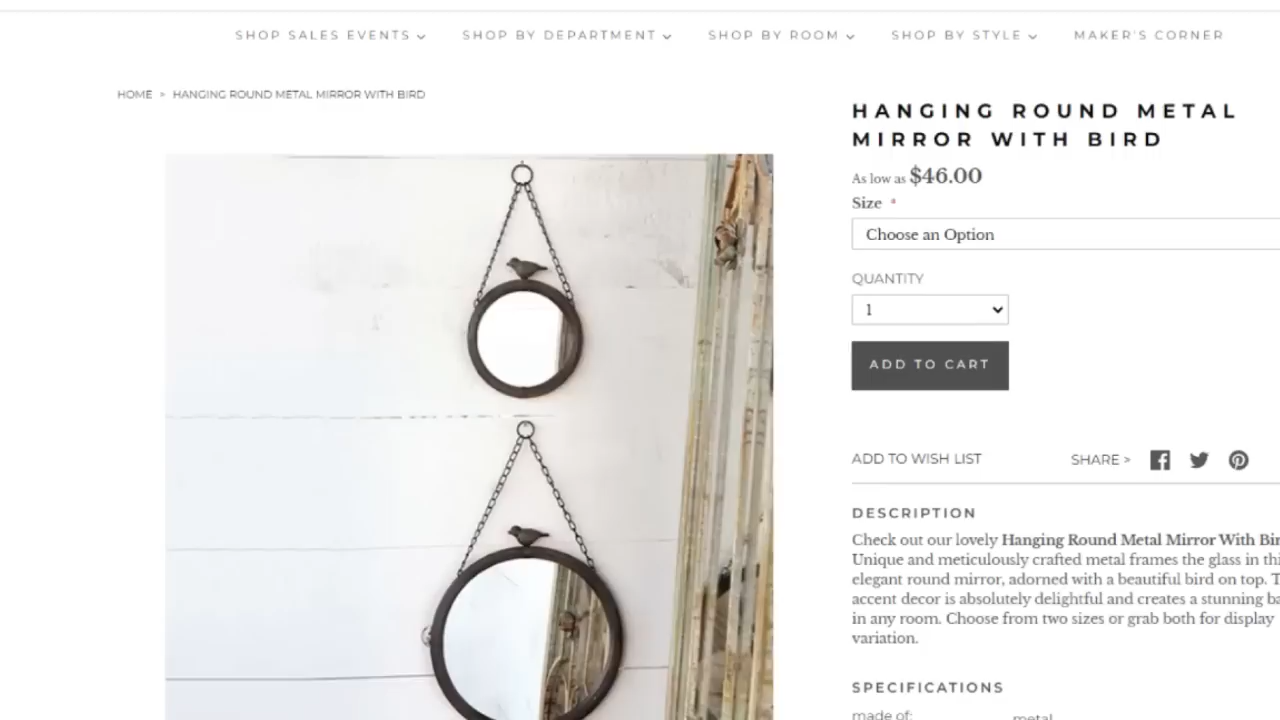 SHOP SALES EVENTS SHOP BY DEPARTMENT SHOP BY ROOM SHOP BY STYLE MAKER'S CORNER
HOME > HANGING ROUND METAL MIRROR WITH BIRD
HANGING ROUND METAL
MIRROR WITH BIRD
As low as $46.00
Size *
Choose an Option
QUANTITY
1
ADD TO CART
ADD TO WISH LIST SHARE >
DESCRIPTION
Check out our lovely Hanging Round Metal Mirror With
Unique and meticulously crafted metal frames the glass in
elegant round mirror, adorned with a beautiful bird on top.
accent decor is absolutely delightful and creates a stunning
in any room. Choose from two sizes or grab both for display
variation.
SPECIFICATIONS
made of: metal